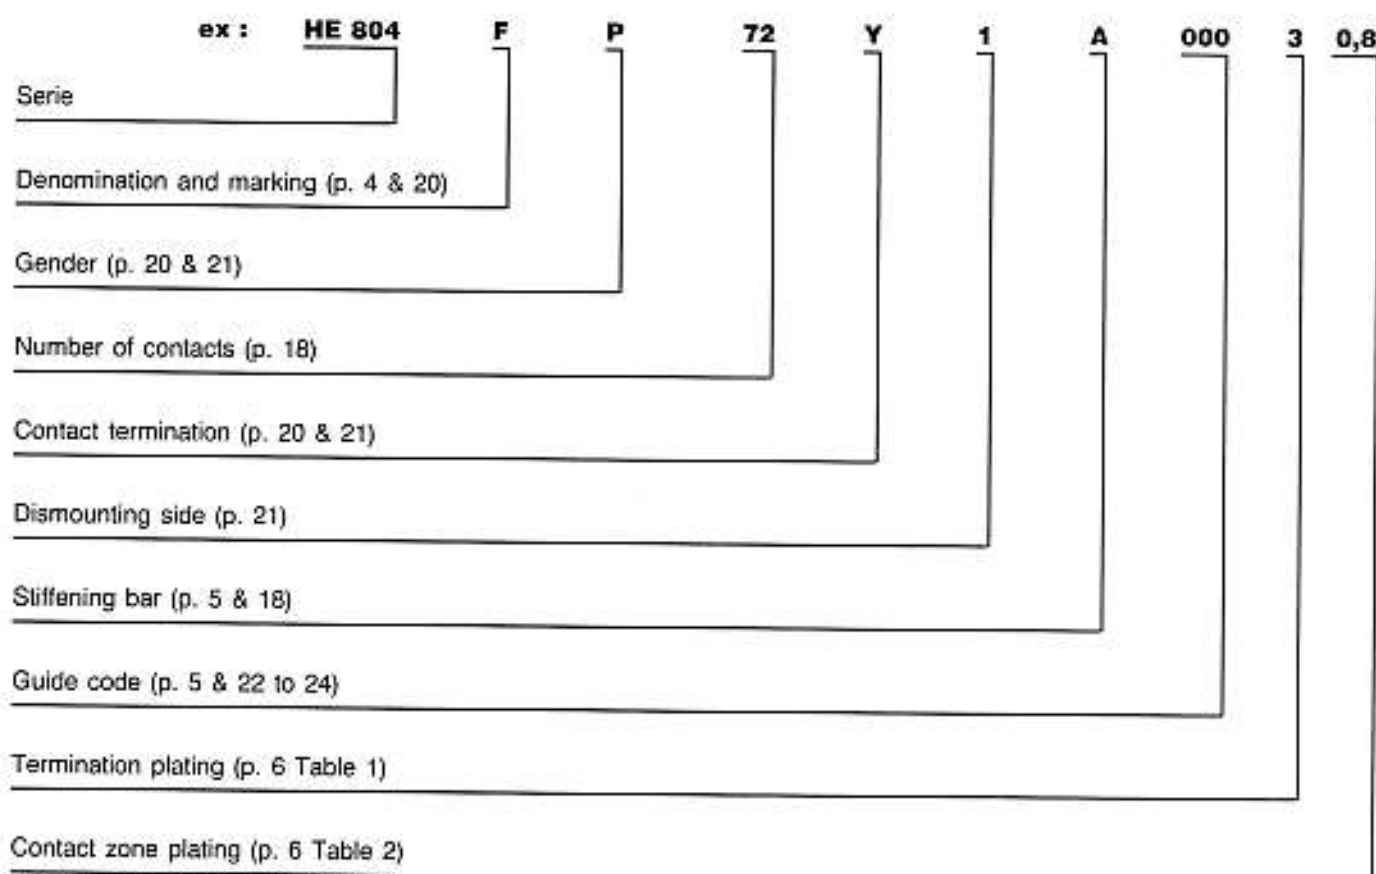 ex : HE 804 F P 72 Y 1 A 000 3 0,8
Serie
Denomination and marking (p. 4 & 20)
Gender (p. 20 & 21)
Number of contacts (p. 18)
Contact termination (p. 20 & 21)
Dismounting side (p. 21)
Stiffening bar (p. 5 & 18)
Guide code (p. 5 & 22 to 24)
Termination plating (p. 6 Table 1)
Contact zone plating (p. 6 Table 2)